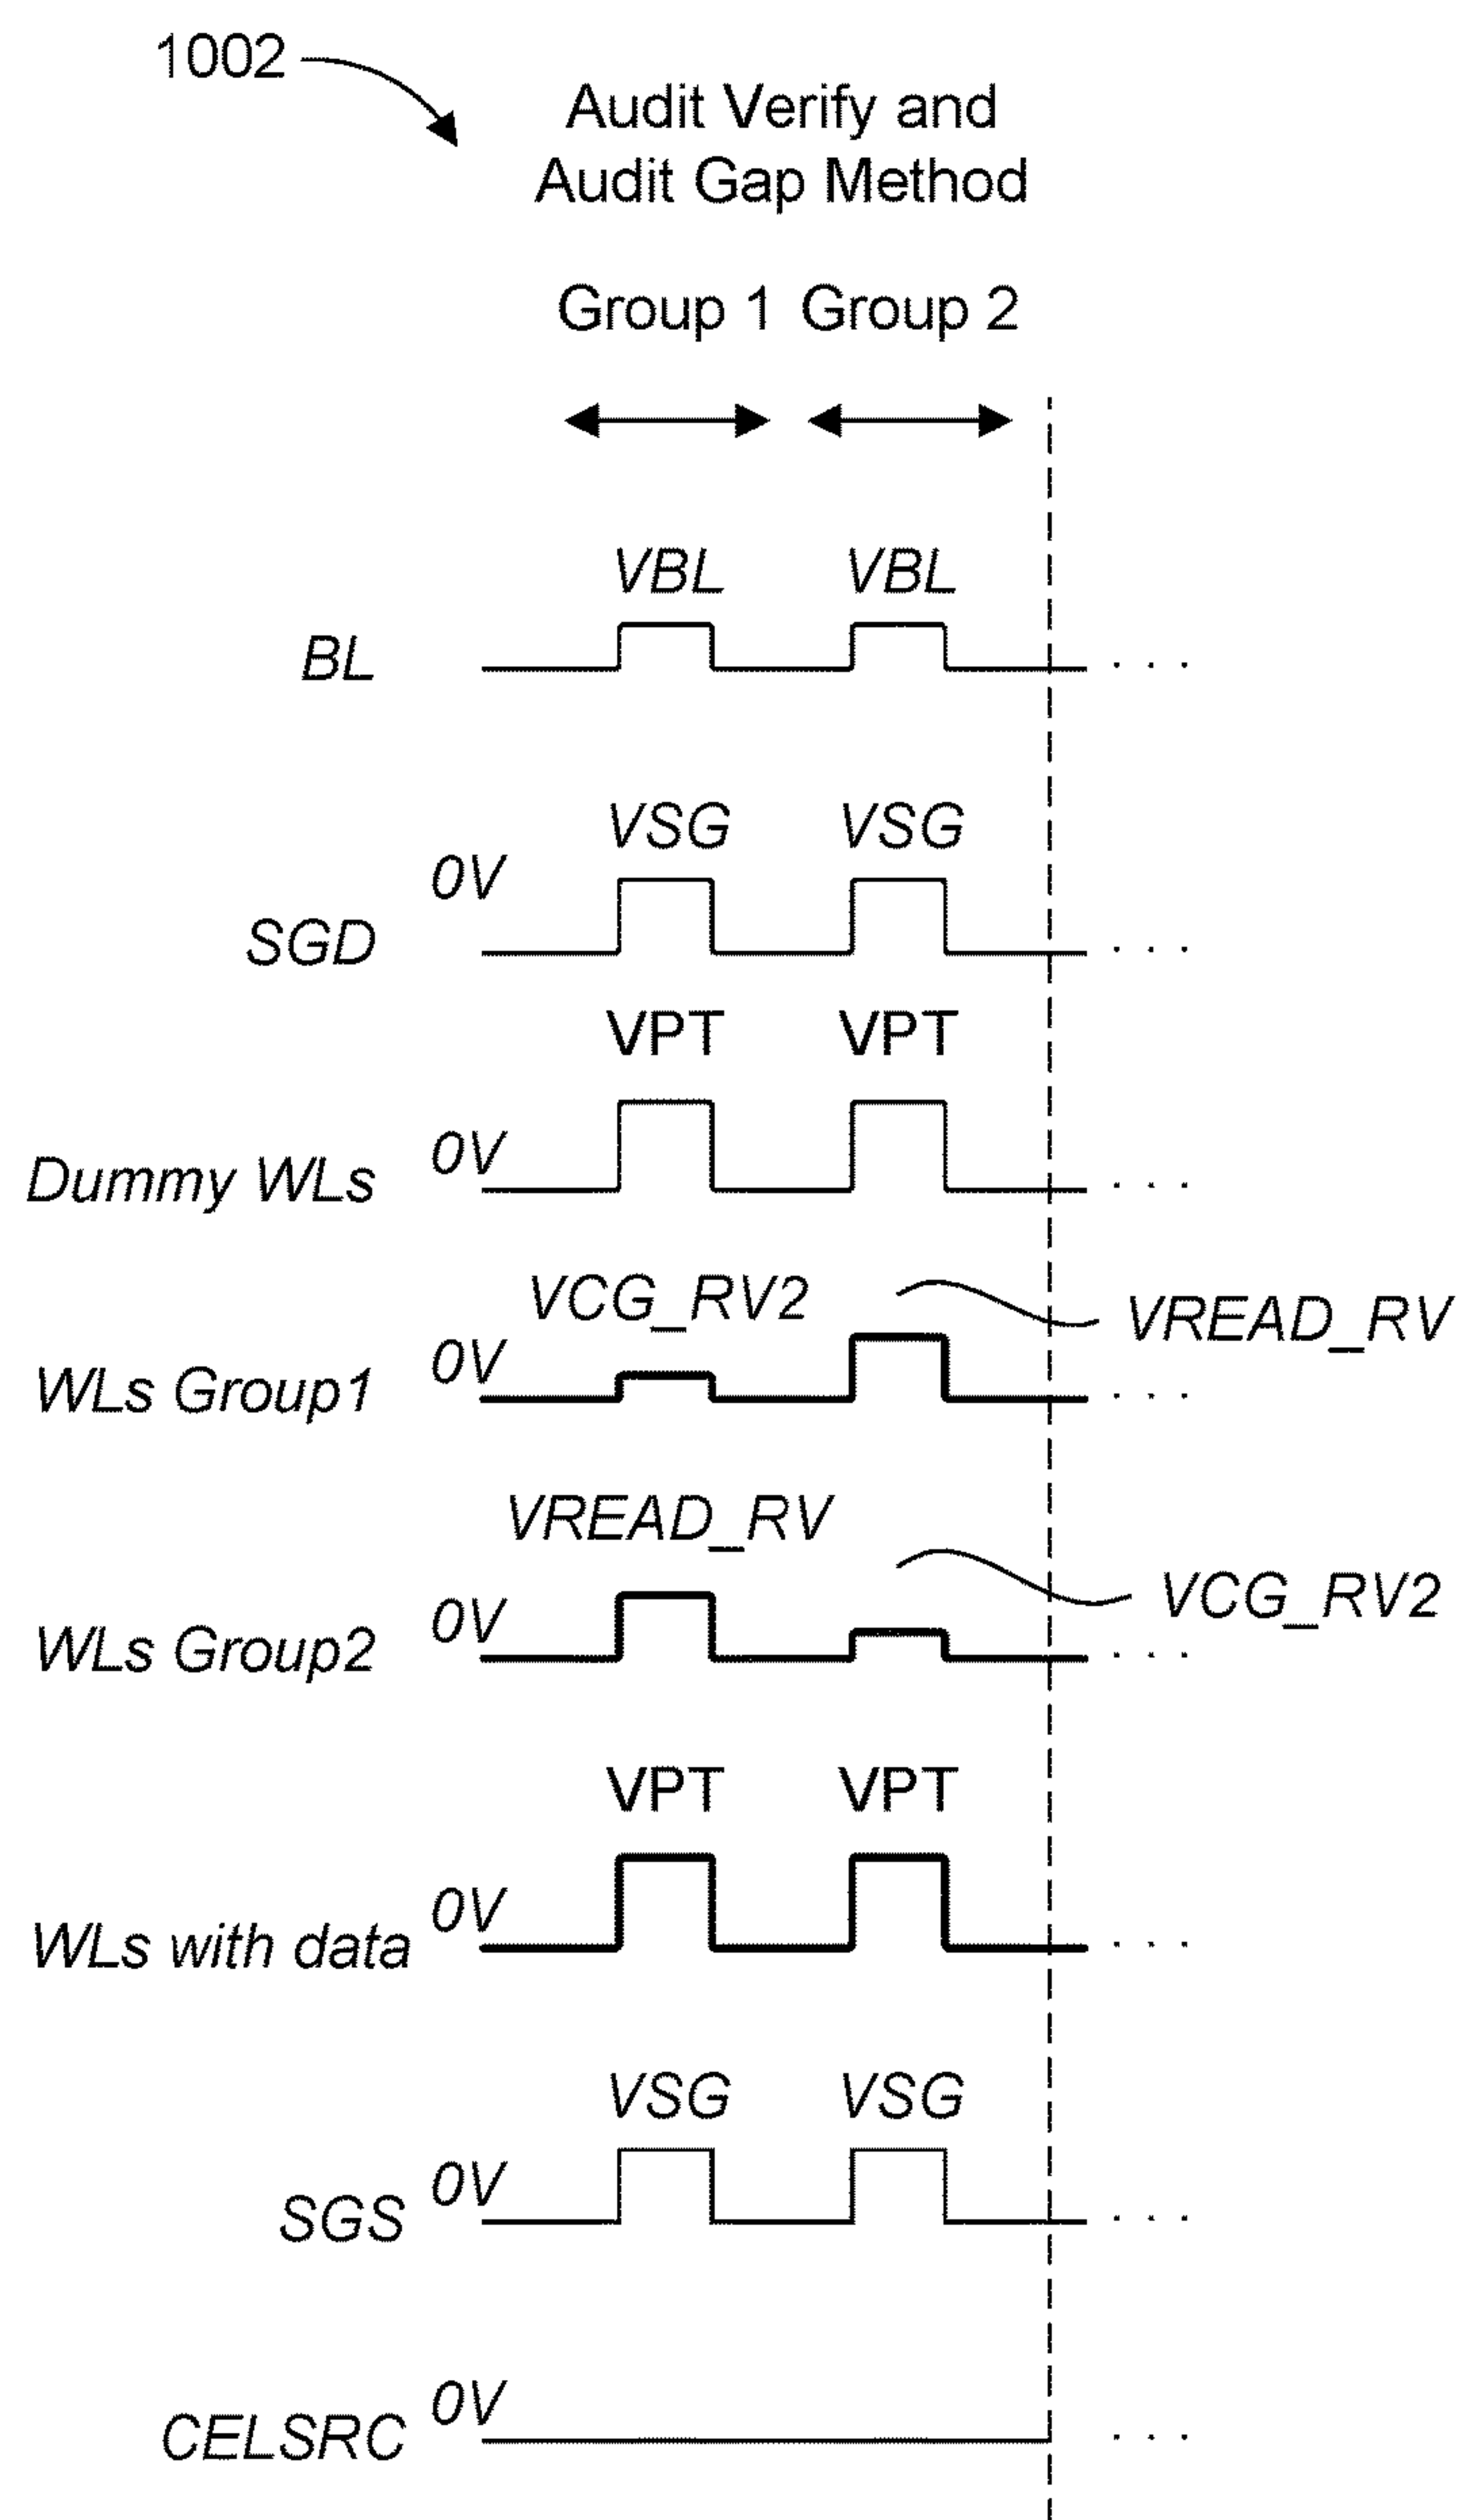 1002
Audit Verify and
Audit Gap Method
Group 1 Group 2
VBL VBL
BL . . .
VSG VSG
0V
SGD . . .
VPT VPT
0V
Dummy WLs . . .
VCG_RV2 VREAD_RV
0V
WLs Group1 . . .
VREAD_RV
VCG_RV2
0V
WLs Group2 . . .
VPT VPT
0V
WLs with data . . .
VSG VSG
0V
SGS . . .
0V
CELSRC . . .